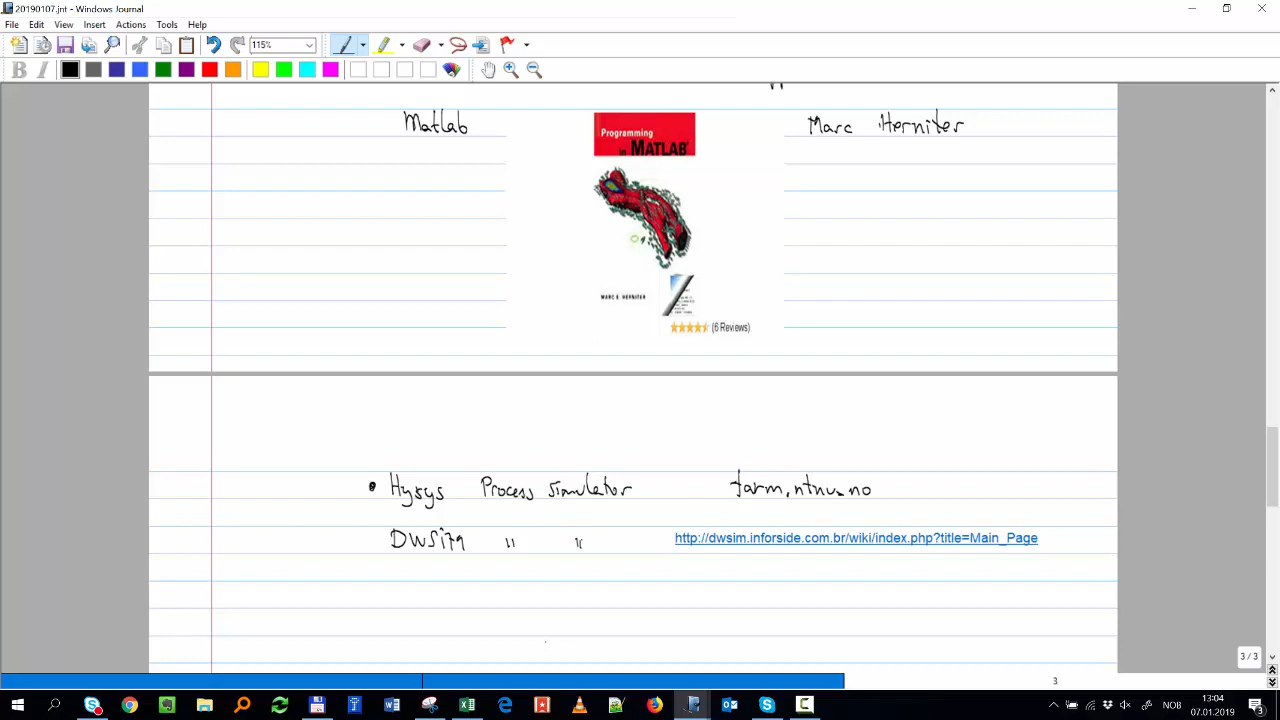 20190107.jnt - Windows Journal
File Edit View Insert Actions Tools Help
115%
B I
Matlab
Programming
in MATLAB
Marc Herniter
MARC E. HERNITER
(6 Reviews)
• Hysys Process simulator farm.ntnu.no
DWSim " " http://dwsim.inforside.com.br/wiki/index.php?title=Main_Page
3 / 3
3
NOB
13:04
07.01.2019